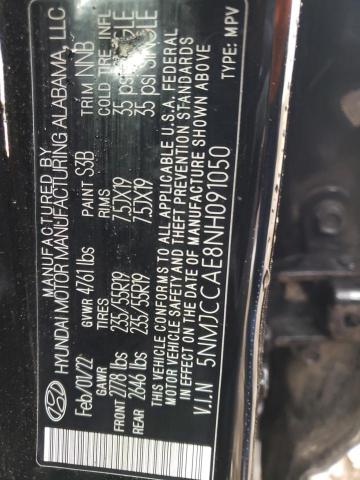 MANUFACTURED BY
HYUNDAI MOTOR MANUFACTURING ALABAMA, LLC
Feb/07/22 GVWR 4761 lbs PAINT S3B TRIM NNB
GAWR TIRES RIMS COLD TIRE INFL
FRONT 2778 lbs 235/55R19 7.5JX19 35 psi SINGLE
REAR 2646 lbs 235/55R19 7.5JX19 35 psi SINGLE
THIS VEHICLE CONFORMS TO ALL APPLICABLE U.S.A. FEDERAL
MOTOR VEHICLE SAFETY AND THEFT PREVENTION STANDARDS
IN EFFECT ON THE DATE OF MANUFACTURE SHOWN ABOVE
V.I.N 5NMJCCAE8NH091050 TYPE: MPV